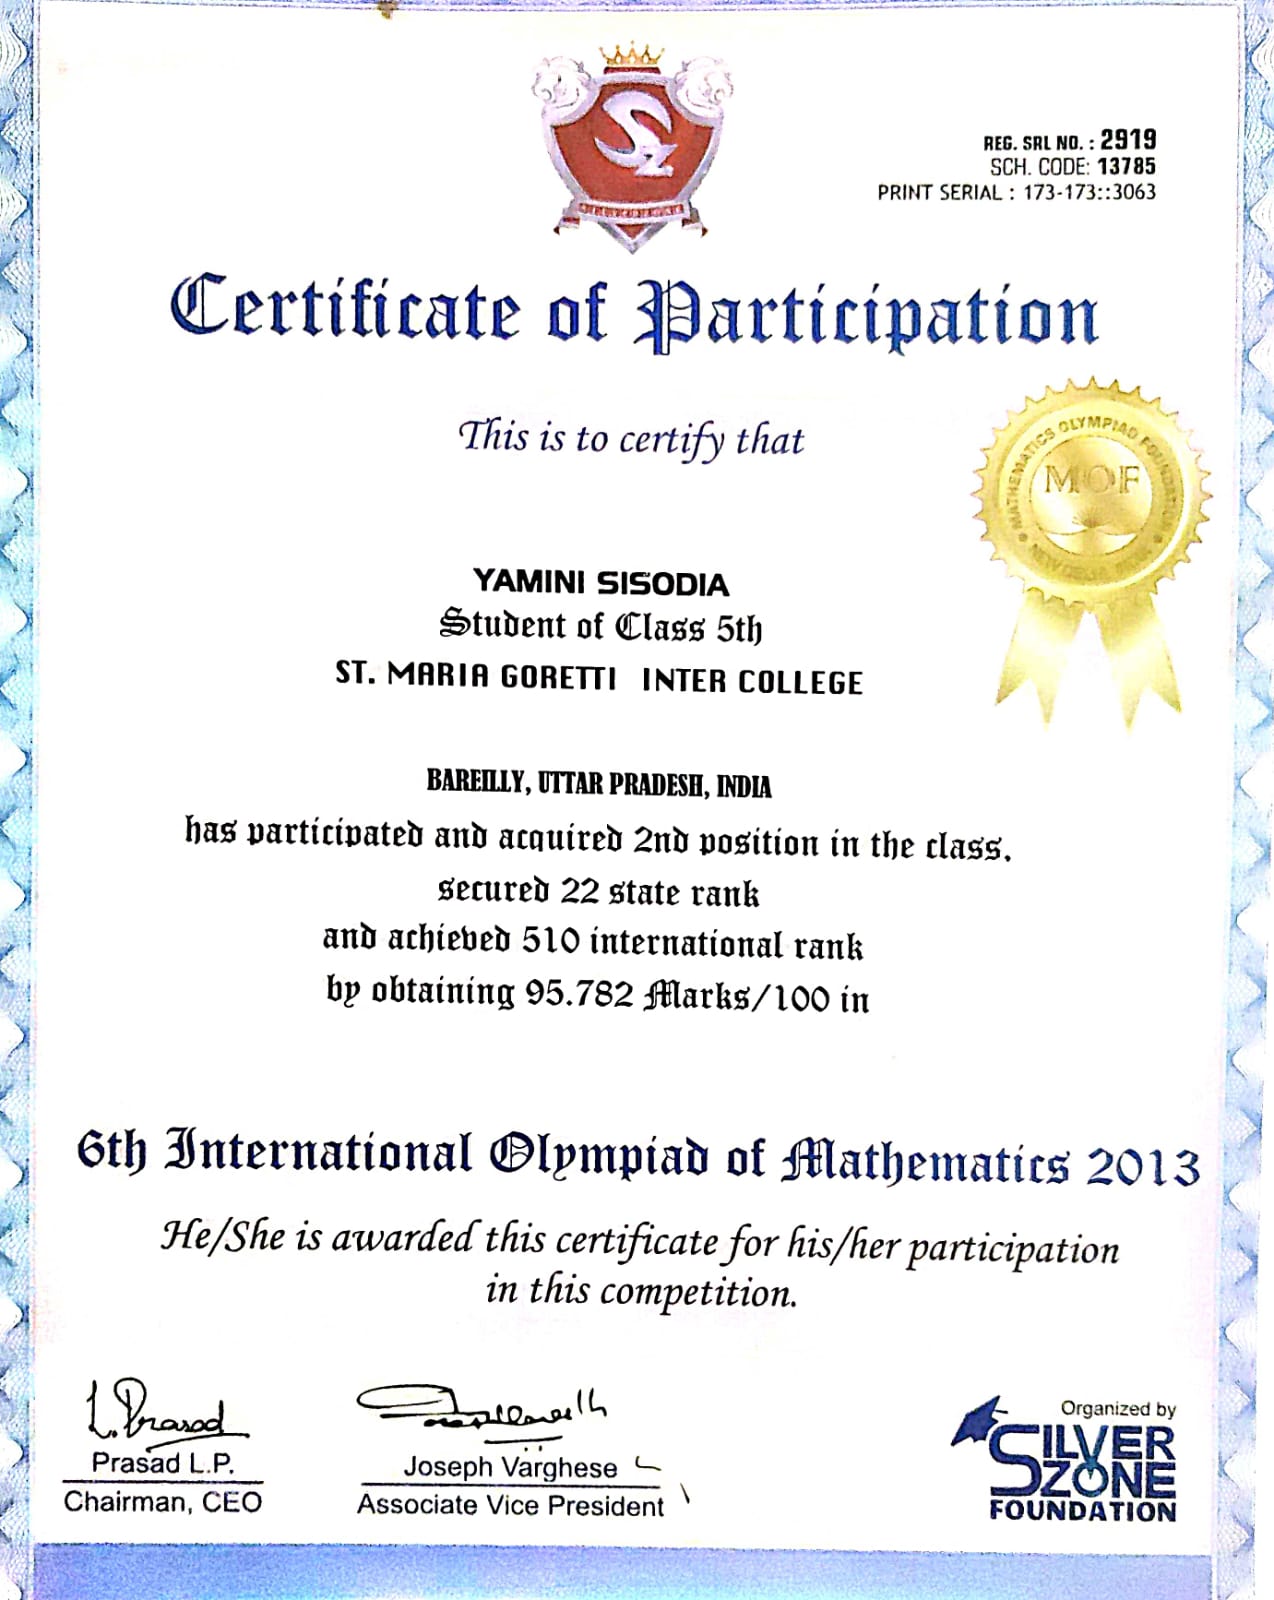 REG. SRL NO. : 2919
SCH. CODE: 13785
PRINT SERIAL : 173-173::3063
Certificate of Participation
This is to certify that
MATHEMATICS OLYMPIAD FOUNDATION
MOF
YAMINI SISODIA
Student of Class 5th
ST. MARIA GORETTI INTER COLLEGE
BAREILLY, UTTAR PRADESH, INDIA
has participated and acquired 2nd position in the class.
secured 22 state rank
and achieved 510 international rank
by obtaining 95.782 Marks/100 in
6th International Olympiad of Mathematics 2013
He/She is awarded this certificate for his/her participation
in this competition.
L. Prasad
Prasad L.P.
Chairman, CEO
Joseph Varghese
Associate Vice President
Organized by
SILVER
ZONE
FOUNDATION